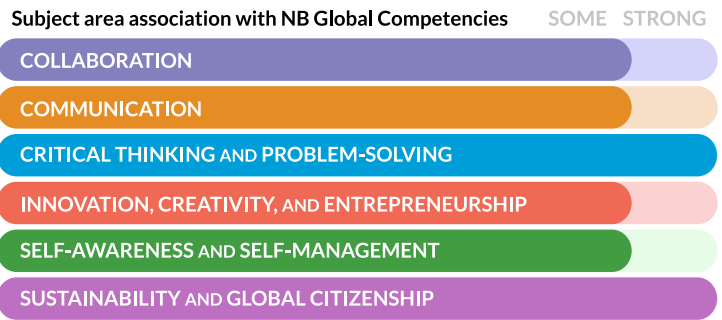 Subject area association with NB Global Competencies SOME STRONG
COLLABORATION
COMMUNICATION
CRITICAL THINKING AND PROBLEM-SOLVING
INNOVATION, CREATIVITY, AND ENTREPRENEURSHIP
SELF-AWARENESS AND SELF-MANAGEMENT
SUSTAINABILITY AND GLOBAL CITIZENSHIP